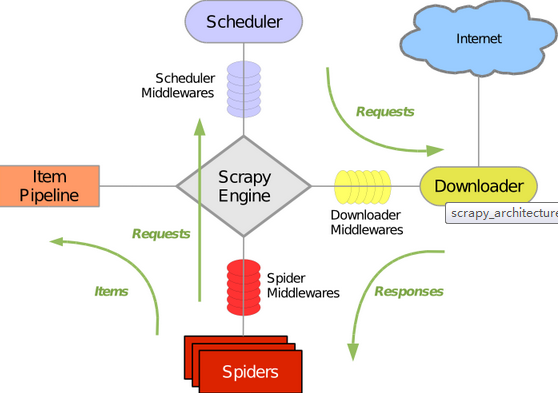 Scheduler
Internet
Scheduler
Middlewares
Requests
Item
Pipeline
Scrapy
Engine
Downloader
scrapy_architecture
Downloader
Middlewares
Requests
Spider
Middlewares
Items
Responses
Spiders